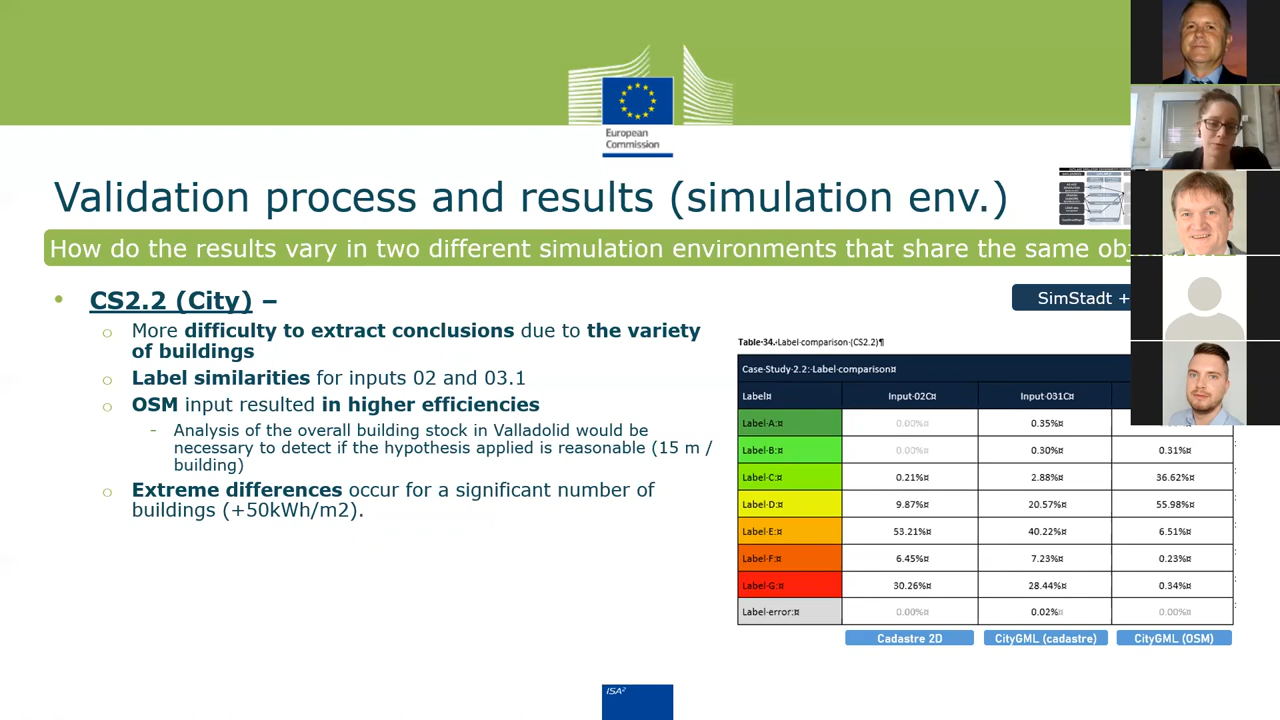 European
Commission
Validation process and results (simulation env.)
How do the results vary in two different simulation environments that share the same
CS2.2 (City) –
SimStadt +
o More difficulty to extract conclusions due to the variety
of buildings
o Label similarities for inputs 02 and 03.1
o OSM input resulted in higher efficiencies
- Analysis of the overall building stock in Valladolid would be
necessary to detect if the hypothesis applied is reasonable (15 m /
building)
o Extreme differences occur for a significant number of
buildings (+50kWh/m2).
Table·34.·Label·comparison·(CS2.2)¶
Case·Study·2.2:·Label·comparison¤
Label¤ Input·02C¤ Input·031C¤
Label·A:¤ 0.00%¤ 0.35%¤
Label·B:¤ 0.00%¤ 0.30%¤ 0.31%¤
Label·C:¤ 0.21%¤ 2.88%¤ 36.62%¤
Label·D:¤ 9.87%¤ 20.57%¤ 55.98%¤
Label·E:¤ 53.21%¤ 40.22%¤ 6.51%¤
Label·F:¤ 6.45%¤ 7.23%¤ 0.23%¤
Label·G:¤ 30.26%¤ 28.44%¤ 0.34%¤
Label·error:¤ 0.00%¤ 0.02%¤ 0.00%¤
Cadastre 2D CityGML (cadastre) CityGML (OSM)
ISA²